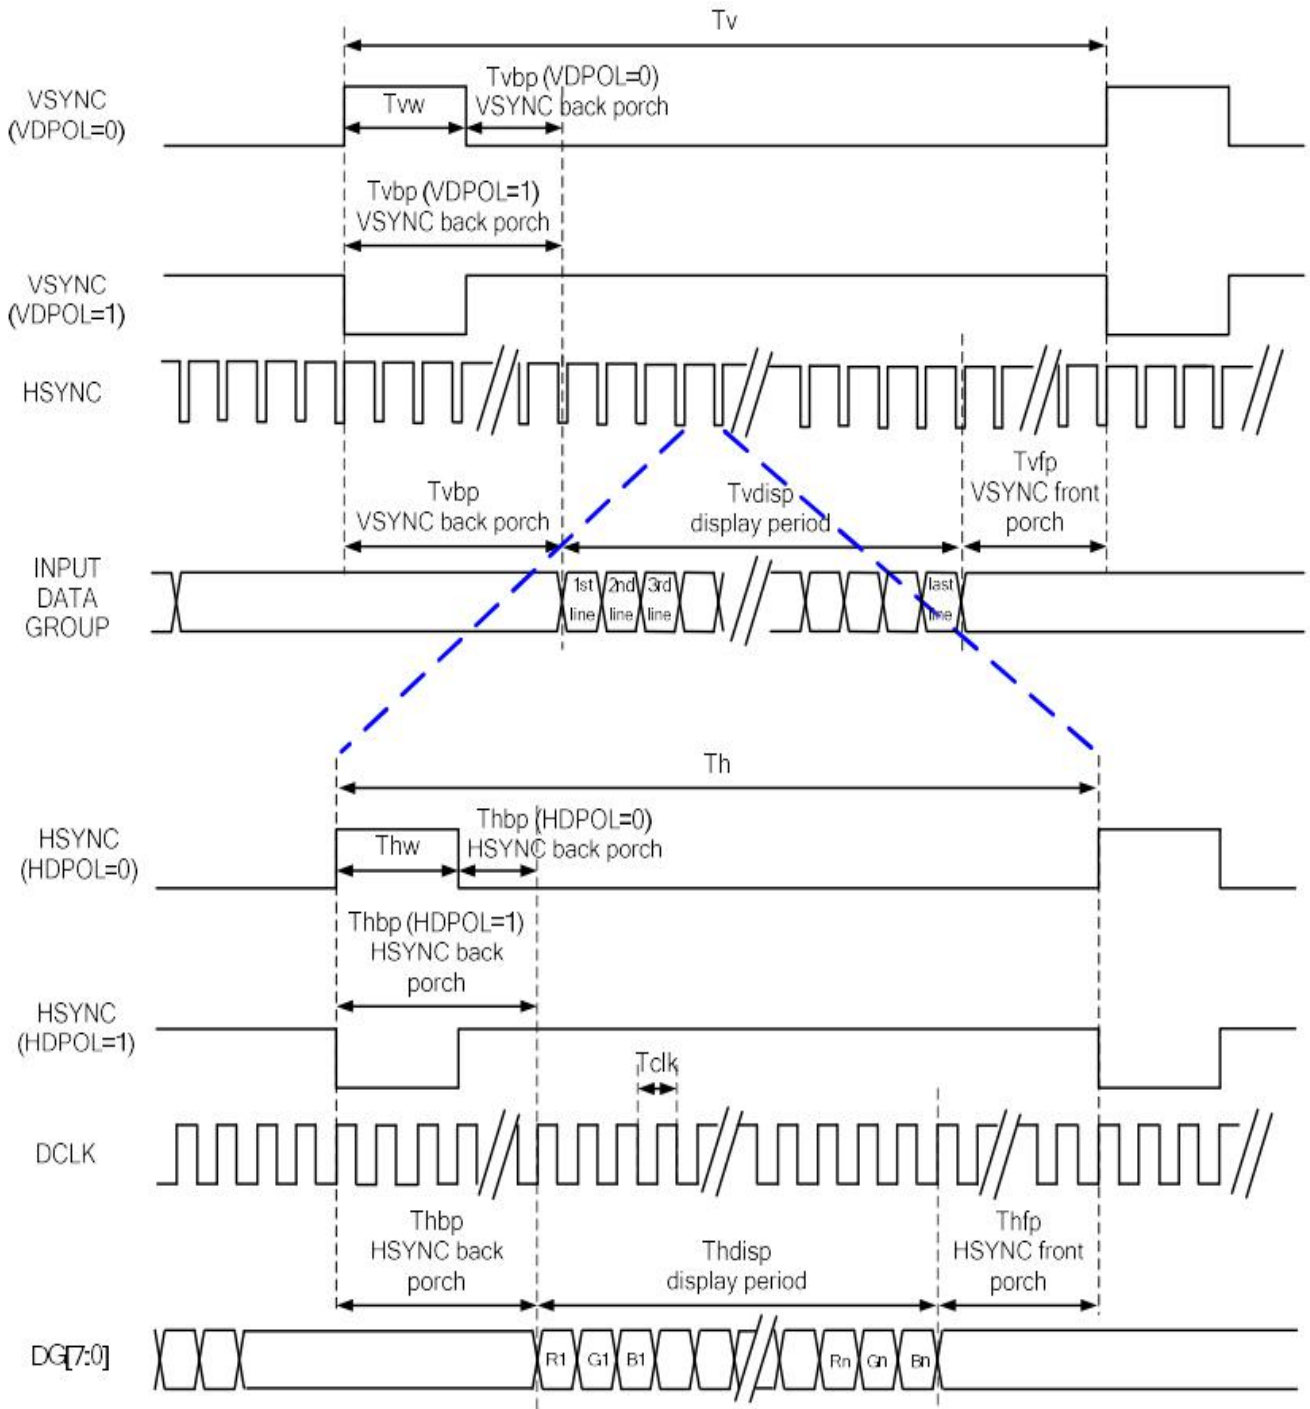 Tv
VSYNC
(VDPOL=0)
Tvw
Tvbp (VDPOL=0)
VSYNC back porch
Tvbp (VDPOL=1)
VSYNC back porch
VSYNC
(VDPOL=1)
HSYNC
Tvbp
VSYNC back porch
Tvdisp
display period
Tvfp
VSYNC front
porch
INPUT
DATA
GROUP
1st
line
2nd
line
3rd
line
last
line
Th
HSYNC
(HDPOL=0)
Thw
Thbp (HDPOL=0)
HSYNC back porch
Thbp (HDPOL=1)
HSYNC back
porch
HSYNC
(HDPOL=1)
Tclk
DCLK
Thbp
HSYNC back
porch
Thdisp
display period
Thfp
HSYNC front
porch
DG[7:0]
R1
G1
B1
Rn
Gn
Bn